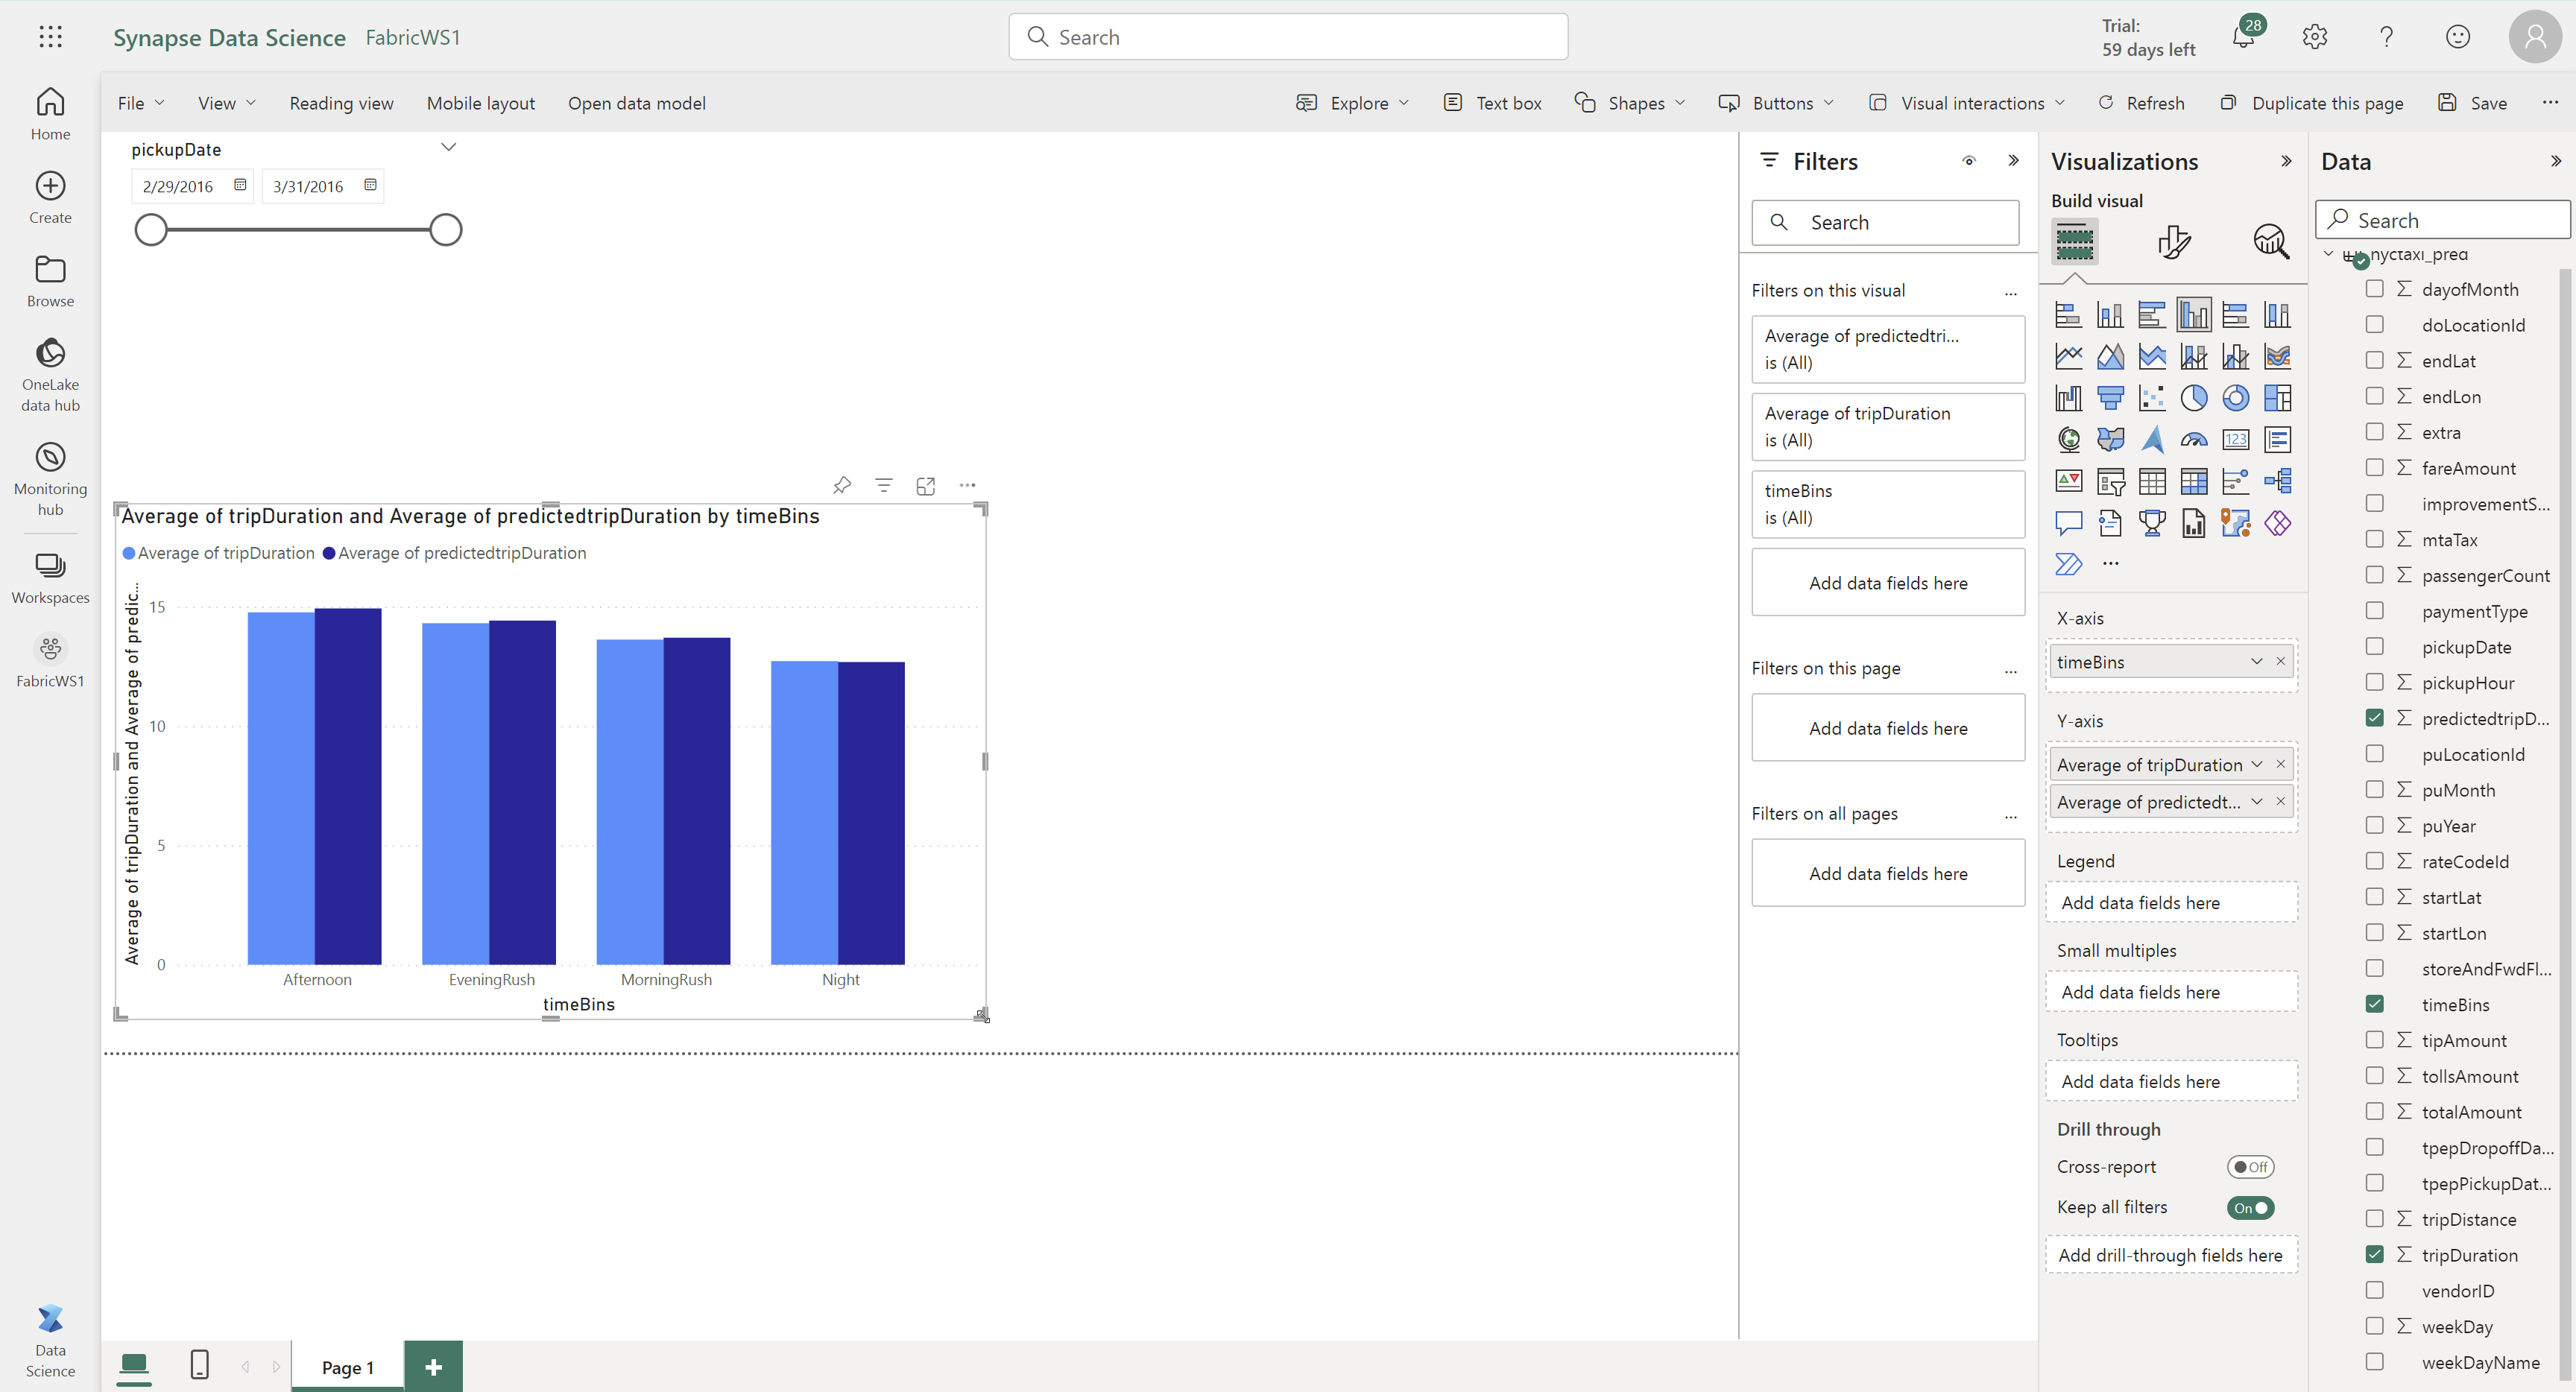 Synapse Data Science FabricWS1
Search
Trial:
59 days left
28
Home
Create
Browse
OneLake
data hub
Monitoring
hub
Workspaces
FabricWS1
Data
Science
File View Reading view Mobile layout Open data model
Explore Text box Shapes Buttons Visual interactions Refresh Duplicate this page Save ...
pickupDate
2/29/2016 3/31/2016
Average of tripDuration and Average of predictedtripDuration by timeBins
Average of tripDuration Average of predictedtripDuration
Average of tripDuration and Average of predic...
15
10
5
0
Afternoon EveningRush MorningRush Night
timeBins
Page 1
Filters
Search
Filters on this visual ...
Average of predictedtri...
is (All)
Average of tripDuration
is (All)
timeBins
is (All)
Add data fields here
Filters on this page ...
Add data fields here
Filters on all pages ...
Add data fields here
Visualizations
Build visual
123
...
X-axis
timeBins
Y-axis
Average of tripDuration
Average of predictedt...
Legend
Add data fields here
Small multiples
Add data fields here
Tooltips
Add data fields here
Drill through
Cross-report Off
Keep all filters On
Add drill-through fields here
Data
Search
nyctaxi_pred
dayofMonth
doLocationId
endLat
endLon
extra
fareAmount
improvementS...
mtaTax
passengerCount
paymentType
pickupDate
pickupHour
predictedtripD...
puLocationId
puMonth
puYear
rateCodeId
startLat
startLon
storeAndFwdFl...
timeBins
tipAmount
tollsAmount
totalAmount
tpepDropoffDa...
tpepPickupDat...
tripDistance
tripDuration
vendorID
weekDay
weekDayName